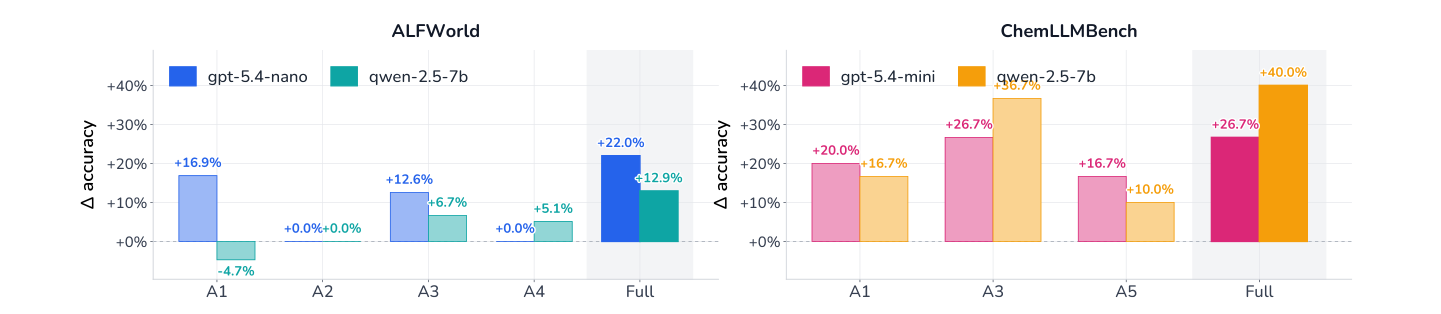 ALFWorld
gpt-5.4-nano
qwen-2.5-7b
Δ accuracy
+40%
+30%
+20%
+10%
+0%
+16.9%
-4.7%
+0.0%
+0.0%
+12.6%
+6.7%
+0.0%
+5.1%
+22.0%
+12.9%
A1
A2
A3
A4
Full
ChemLLMBench
gpt-5.4-mini
qwen-2.5-7b
Δ accuracy
+40%
+30%
+20%
+10%
+0%
+20.0%
+16.7%
+26.7%
+36.7%
+16.7%
+10.0%
+26.7%
+40.0%
A1
A3
A5
Full